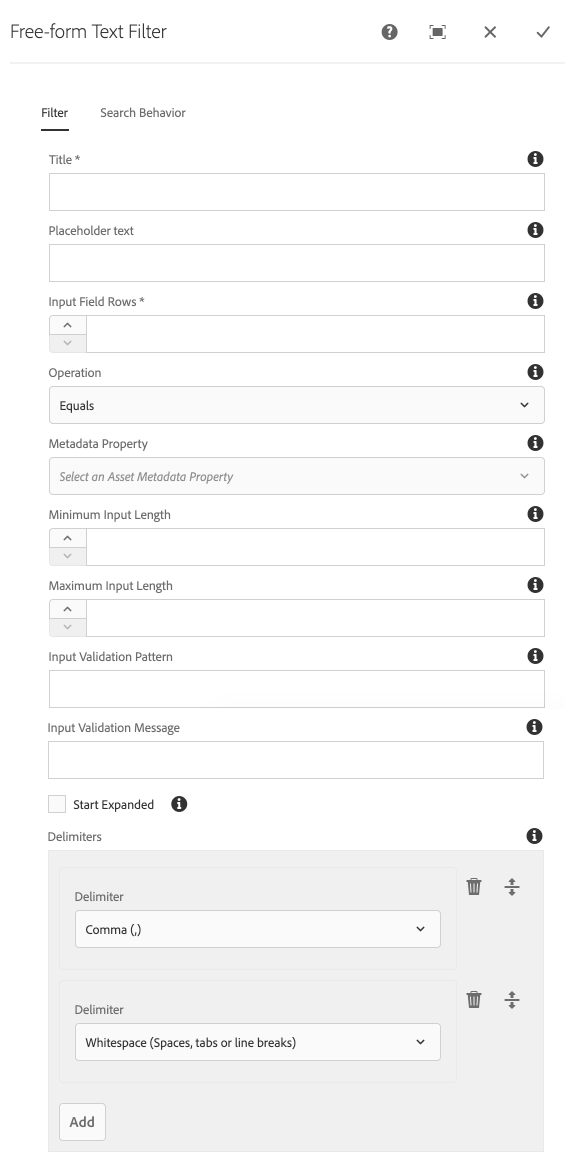 Free-form Text Filter
Filter Search Behavior
Title *
Placeholder text
Input Field Rows *
Operation
Equals
Metadata Property
Select an Asset Metadata Property
Minimum Input Length
Maximum Input Length
Input Validation Pattern
Input Validation Message
Start Expanded
Delimiters
Delimiter
Comma (,)
Delimiter
Whitespace (Spaces, tabs or line breaks)
Add